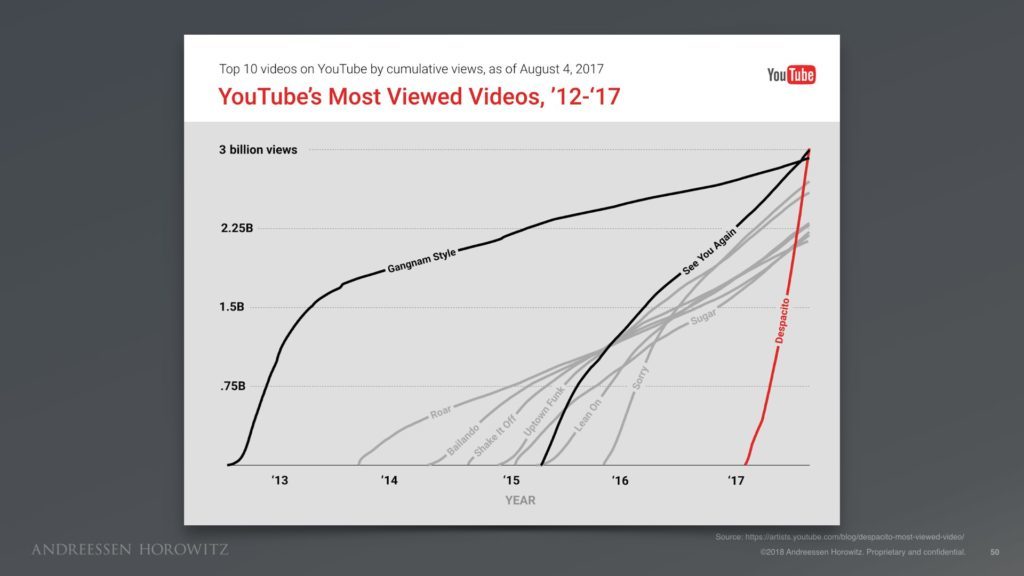 Top 10 videos on YouTube by cumulative views, as of August 4, 2017
YouTube's Most Viewed Videos, '12-'17
YouTube
3 billion views
2.25B
1.5B
.75B
Gangnam Style
See You Again
Sugar
Despacito
Roar
Bailando
Shake It Off
Uptown Funk
Lean On
Sorry
'13
'14
'15
'16
'17
YEAR
ANDREESSEN HOROWITZ
Source: https://artists.youtube.com/blog/despacito-most-viewed-video/
©2018 Andreessen Horowitz. Proprietary and confidential.
50